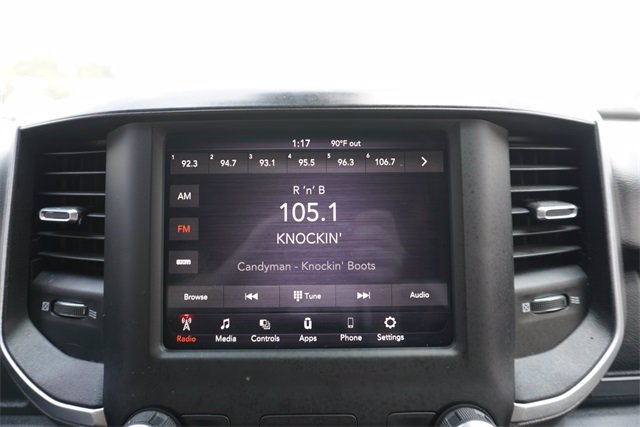 1:17 90°F out
1 92.3 2 94.7 3 93.1 4 95.5 5 96.3 6 106.7
AM
R 'n' B
105.1
FM
KNOCKIN'
sxm
Candyman - Knockin' Boots
Browse Tune Audio
Radio Media Controls Apps Phone Settings